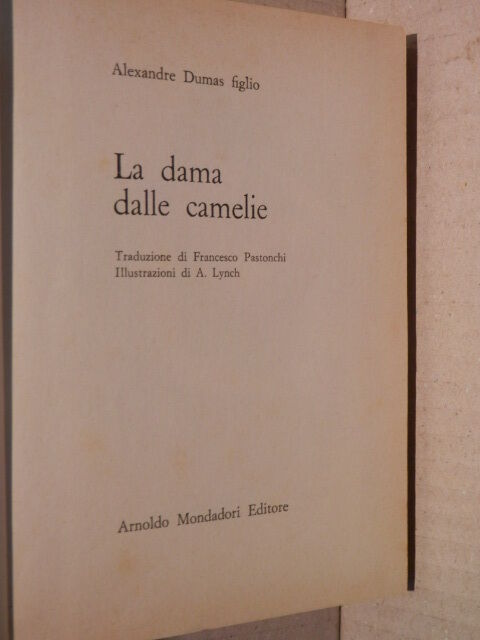 Alexandre Dumas figlio
La dama
dalle camelie
Traduzione di Francesco Pastonchi
Illustrazioni di A. Lynch
Arnoldo Mondadori Editore